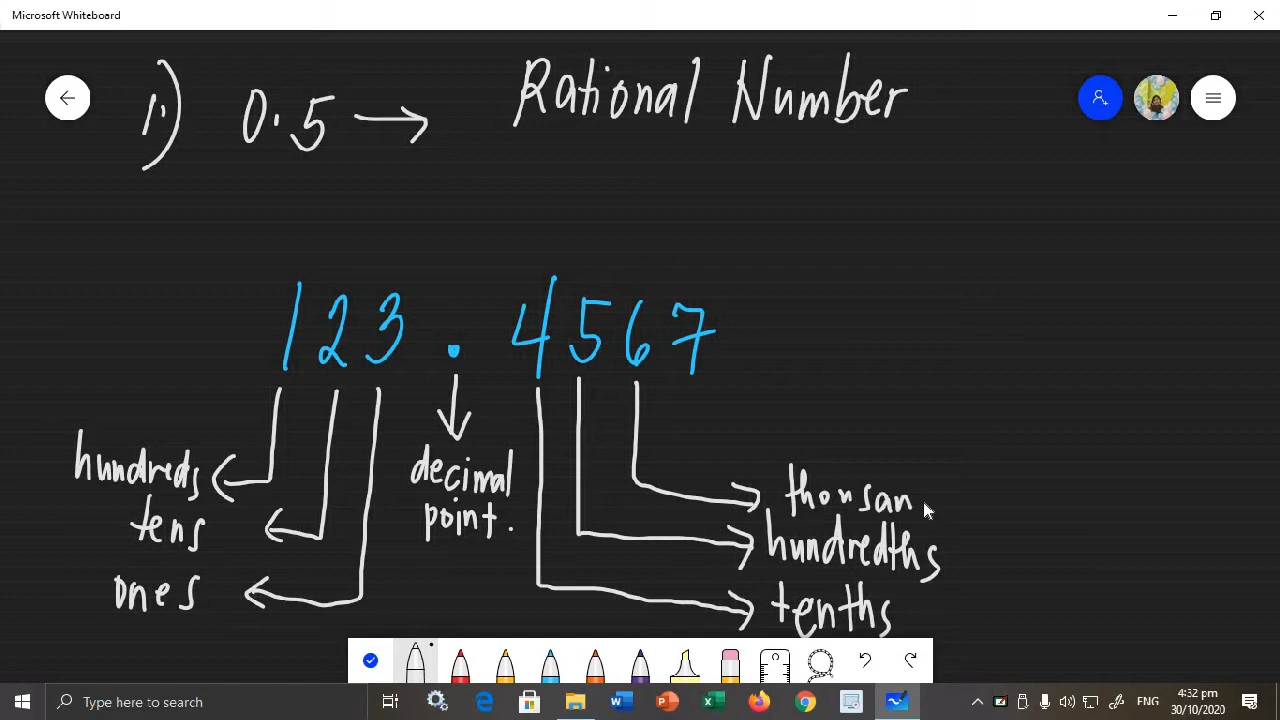 Microsoft Whiteboard
1.) 0.5 → Rational Number
123.4567
hundreds
tens
ones
decimal
point.
thousan
hundredths
tenths
Type here to search
ENG
4:32 pm
30/10/2020